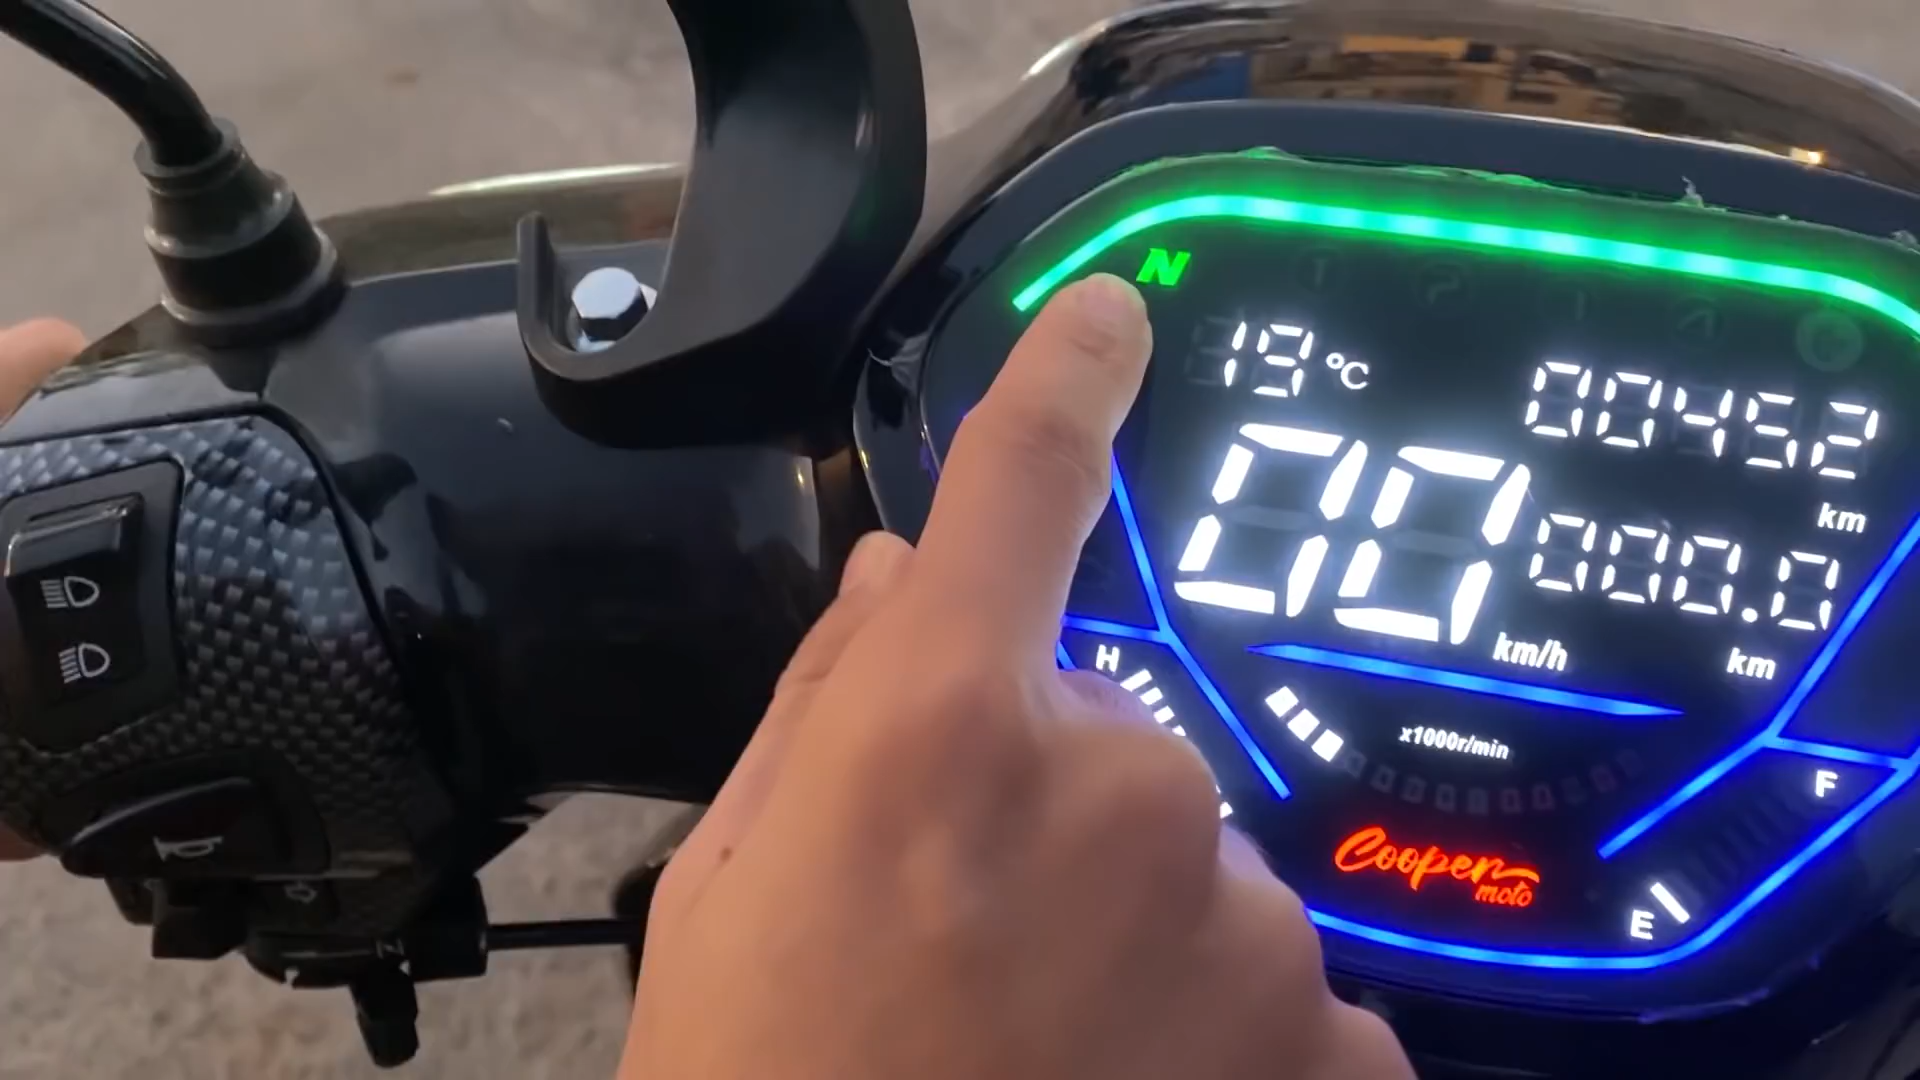 N
19 °C
00452
km
00
km/h
000.0
km
H
x1000r/min
F
Cooper
moto
E